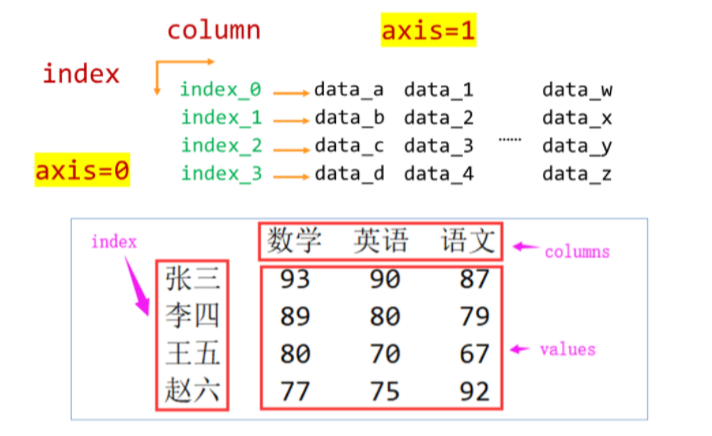 column axis=1
index
index_0 data_a data_1 data_w
index_1 data_b data_2 data_x
index_2 data_c data_3 …… data_y
axis=0
index_3 data_d data_4 data_z
index
数学 英语 语文
columns
张三 93 90 87
李四 89 80 79
王五 80 70 67
values
赵六 77 75 92